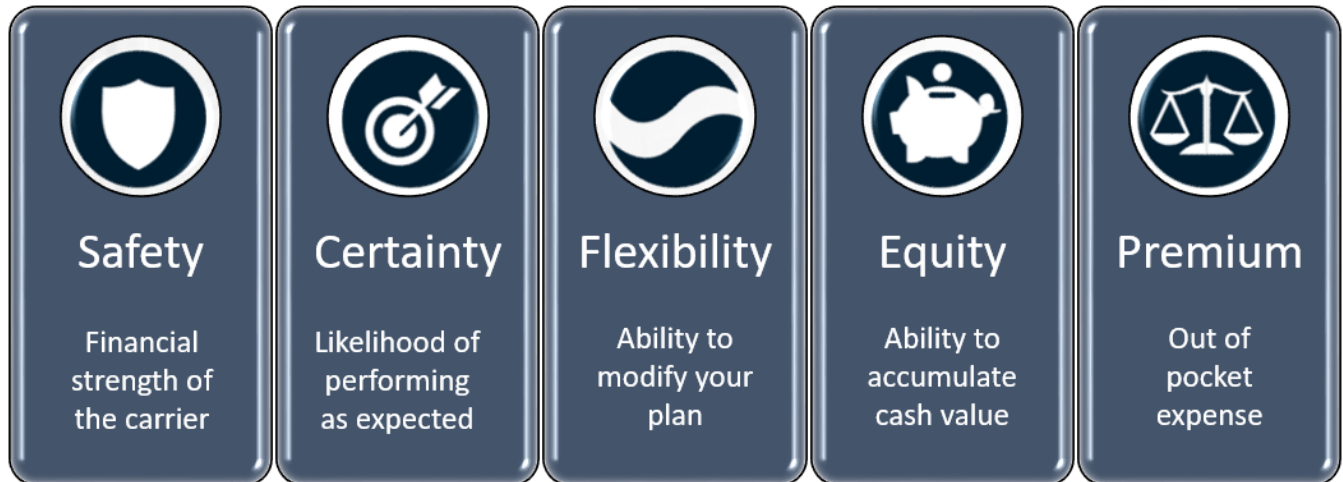 Safety
Financial
strength of
the carrier
Certainty
Likelihood of
performing
as expected
Flexibility
Ability to
modify your
plan
Equity
Ability to
accumulate
cash value
Premium
Out of
pocket
expense